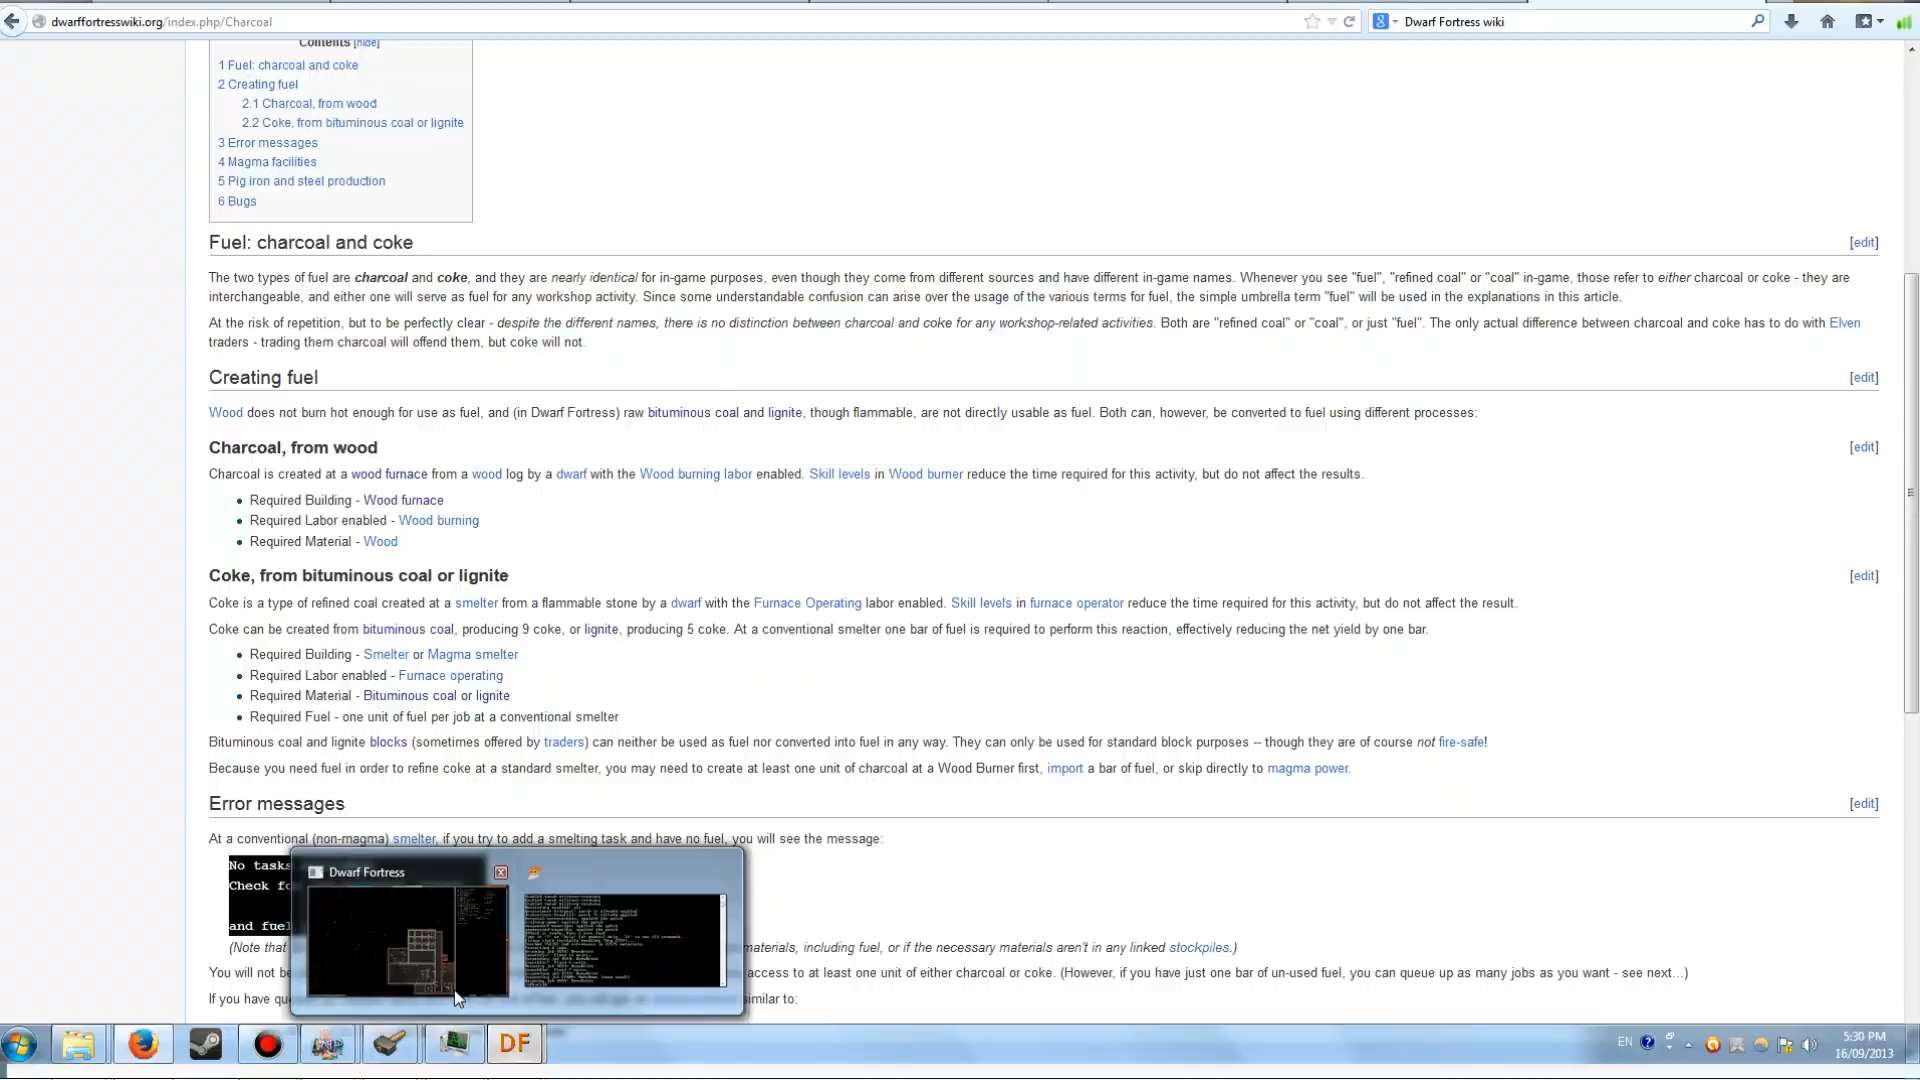 dwarffortresswiki.org/index.php/Charcoal
Dwarf Fortress wiki
Contents [hide]
1 Fuel: charcoal and coke
2 Creating fuel
2.1 Charcoal, from wood
2.2 Coke, from bituminous coal or lignite
3 Error messages
4 Magma facilities
5 Pig iron and steel production
6 Bugs
Fuel: charcoal and coke
[edit]
The two types of fuel are charcoal and coke, and they are nearly identical for in-game purposes, even though they come from different sources and have different in-game names. Whenever you see "fuel", "refined coal" or "coal" in-game, those refer to either charcoal or coke - they are
interchangeable, and either one will serve as fuel for any workshop activity. Since some understandable confusion can arise over the usage of the various terms for fuel, the simple umbrella term "fuel" will be used in the explanations in this article.
At the risk of repetition, but to be perfectly clear - despite the different names, there is no distinction between charcoal and coke for any workshop-related activities. Both are "refined coal" or "coal", or just "fuel". The only actual difference between charcoal and coke has to do with Elven
traders - trading them charcoal will offend them, but coke will not.
Creating fuel
[edit]
Wood does not burn hot enough for use as fuel, and (in Dwarf Fortress) raw bituminous coal and lignite, though flammable, are not directly usable as fuel. Both can, however, be converted to fuel using different processes:
Charcoal, from wood
[edit]
Charcoal is created at a wood furnace from a wood log by a dwarf with the Wood burning labor enabled. Skill levels in Wood burner reduce the time required for this activity, but do not affect the results.
Required Building - Wood furnace
Required Labor enabled - Wood burning
Required Material - Wood
Coke, from bituminous coal or lignite
[edit]
Coke is a type of refined coal created at a smelter from a flammable stone by a dwarf with the Furnace Operating labor enabled. Skill levels in furnace operator reduce the time required for this activity, but do not affect the result.
Coke can be created from bituminous coal, producing 9 coke, or lignite, producing 5 coke. At a conventional smelter one bar of fuel is required to perform this reaction, effectively reducing the net yield by one bar.
Required Building - Smelter or Magma smelter
Required Labor enabled - Furnace operating
Required Material - Bituminous coal or lignite
Required Fuel - one unit of fuel per job at a conventional smelter
Bituminous coal and lignite blocks (sometimes offered by traders) can neither be used as fuel nor converted into fuel in any way. They can only be used for standard block purposes -- though they are of course not fire-safe!
Because you need fuel in order to refine coke at a standard smelter, you may need to create at least one unit of charcoal at a Wood Burner first, import a bar of fuel, or skip directly to magma power.
Error messages
[edit]
At a conventional (non-magma) smelter, if you try to add a smelting task and have no fuel, you will see the message:
No tasks
Check fo
and fuel
Dwarf Fortress
(Note that
materials, including fuel, or if the necessary materials aren't in any linked stockpiles.)
You will not be
access to at least one unit of either charcoal or coke. (However, if you have just one bar of un-used fuel, you can queue up as many jobs as you want - see next...)
If you have qu
similar to:
DF
EN
5:30 PM
16/09/2013